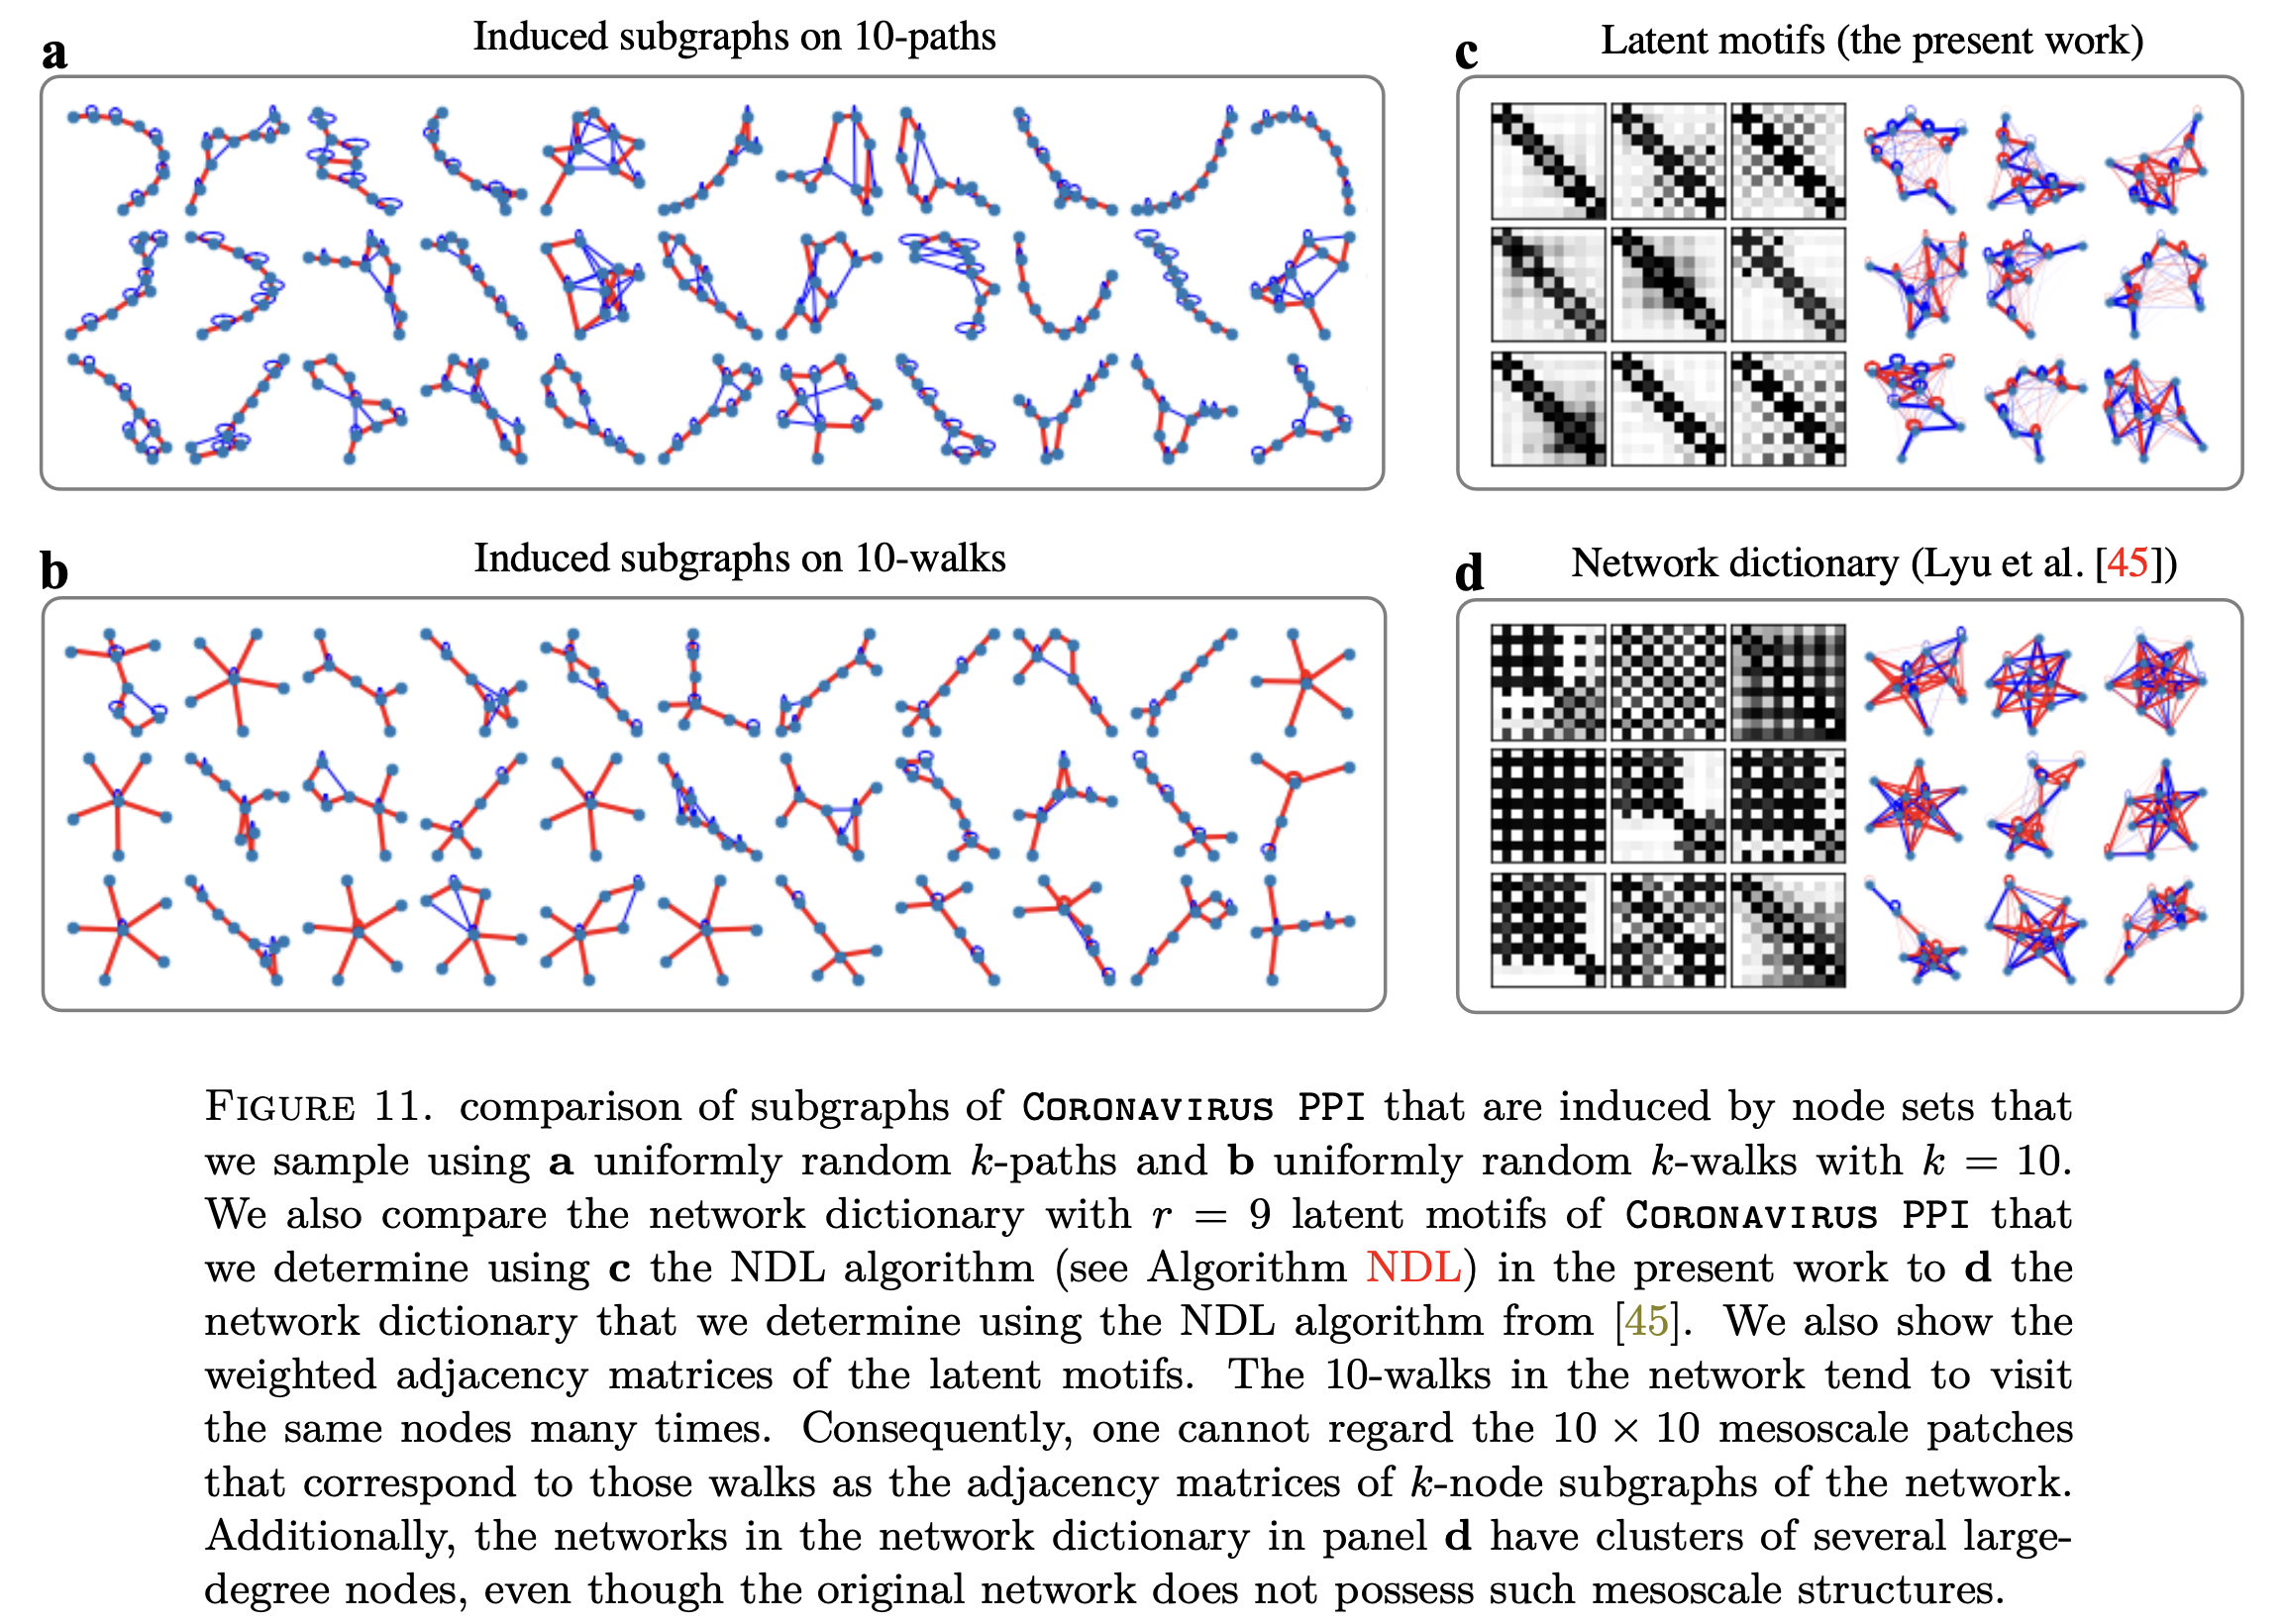 a
Induced subgraphs on 10-paths
c
Latent motifs (the present work)
b
Induced subgraphs on 10-walks
d
Network dictionary (Lyu et al. [45])
FIGURE 11. comparison of subgraphs of CORONAVIRUS PPI that are induced by node sets that
we sample using a uniformly random k-paths and b uniformly random k-walks with k = 10.
We also compare the network dictionary with r = 9 latent motifs of CORONAVIRUS PPI that
we determine using c the NDL algorithm (see Algorithm NDL) in the present work to d the
network dictionary that we determine using the NDL algorithm from [45]. We also show the
weighted adjacency matrices of the latent motifs. The 10-walks in the network tend to visit
the same nodes many times. Consequently, one cannot regard the 10 × 10 mesoscale patches
that correspond to those walks as the adjacency matrices of k-node subgraphs of the network.
Additionally, the networks in the network dictionary in panel d have clusters of several large-
degree nodes, even though the original network does not possess such mesoscale structures.